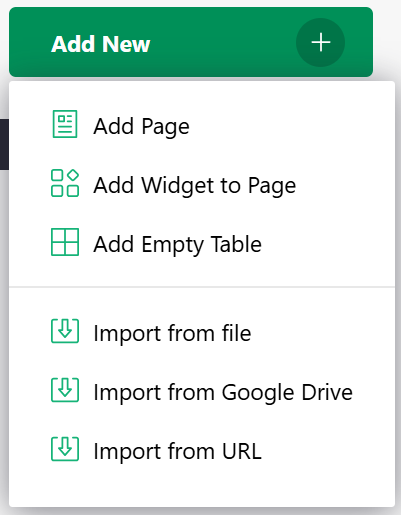 Add New
Add Page
Add Widget to Page
Add Empty Table
Import from file
Import from Google Drive
Import from URL